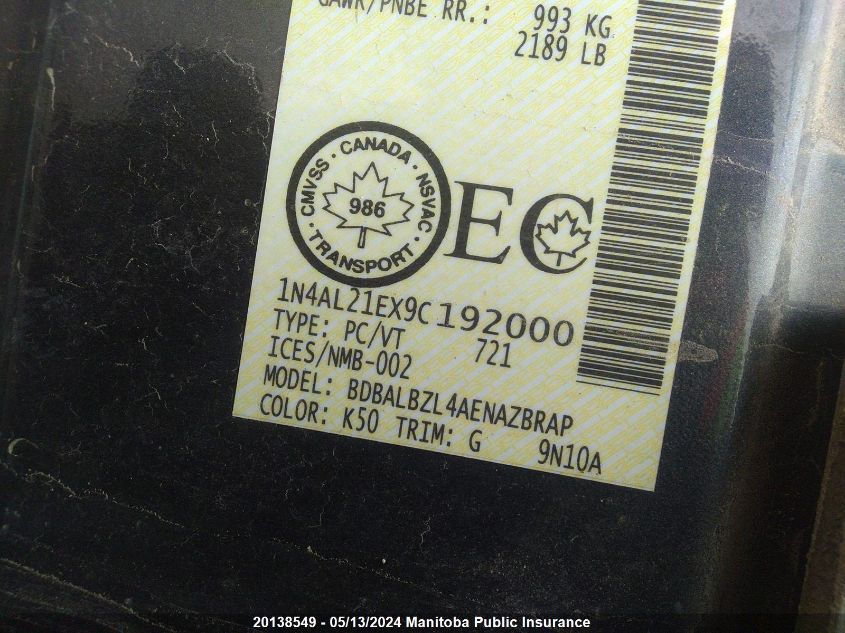 GAWR/PNBE RR.: 993 KG
2189 LB
CMVSS · CANADA · NSVAC · TRANSPORT ·
986
EC
1N4AL21EX9C192000
TYPE: PC/VT 721
ICES/NMB-002
MODEL: BDBALBZL4AENAZBRAP
COLOR: K50 TRIM: G 9N10A
20138549 - 05/13/2024 Manitoba Public Insurance